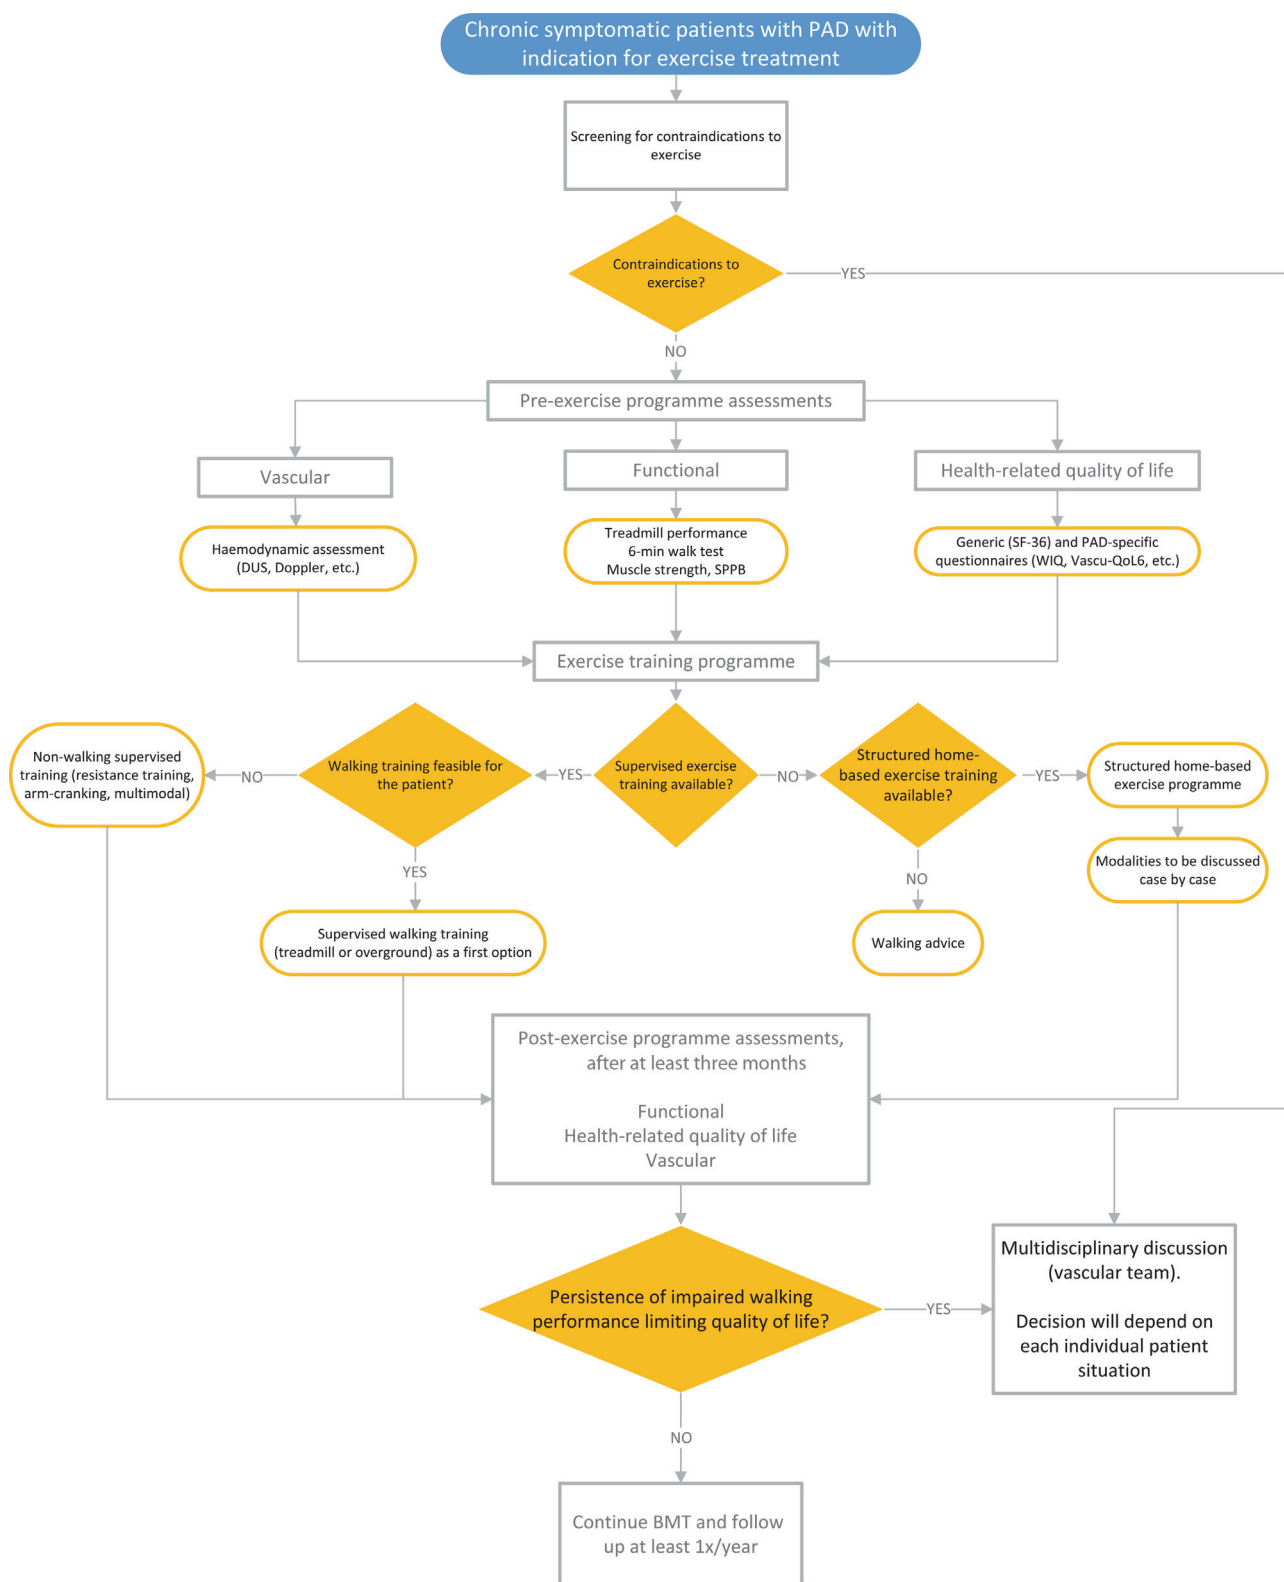 Chronic symptomatic patients with PAD with
indication for exercise treatment
Screening for contraindications to
exercise
Contraindications to
exercise?
YES
NO
Pre-exercise programme assessments
Vascular
Functional
Health-related quality of life
Haemodynamic assessment
(DUS, Doppler, etc.)
Treadmill performance
6-min walk test
Muscle strength, SPPB
Generic (SF-36) and PAD-specific
questionnaires (WIQ, Vascu-QoL6, etc.)
Exercise training programme
Non-walking supervised
training (resistance training,
arm-cranking, multimodal)
NO
Walking training feasible for
the patient?
YES
Supervised exercise
training available?
NO
Structured home-
based exercise training
available?
YES
Structured home-based
exercise programme
YES
NO
Modalities to be discussed
case by case
Supervised walking training
(treadmill or overground) as a first option
Walking advice
Post-exercise programme assessments,
after at least three months
Functional
Health-related quality of life
Vascular
Persistence of impaired walking
performance limiting quality of life?
YES
Multidisciplinary discussion
(vascular team).
Decision will depend on
each individual patient
situation
NO
Continue BMT and follow
up at least 1x/year